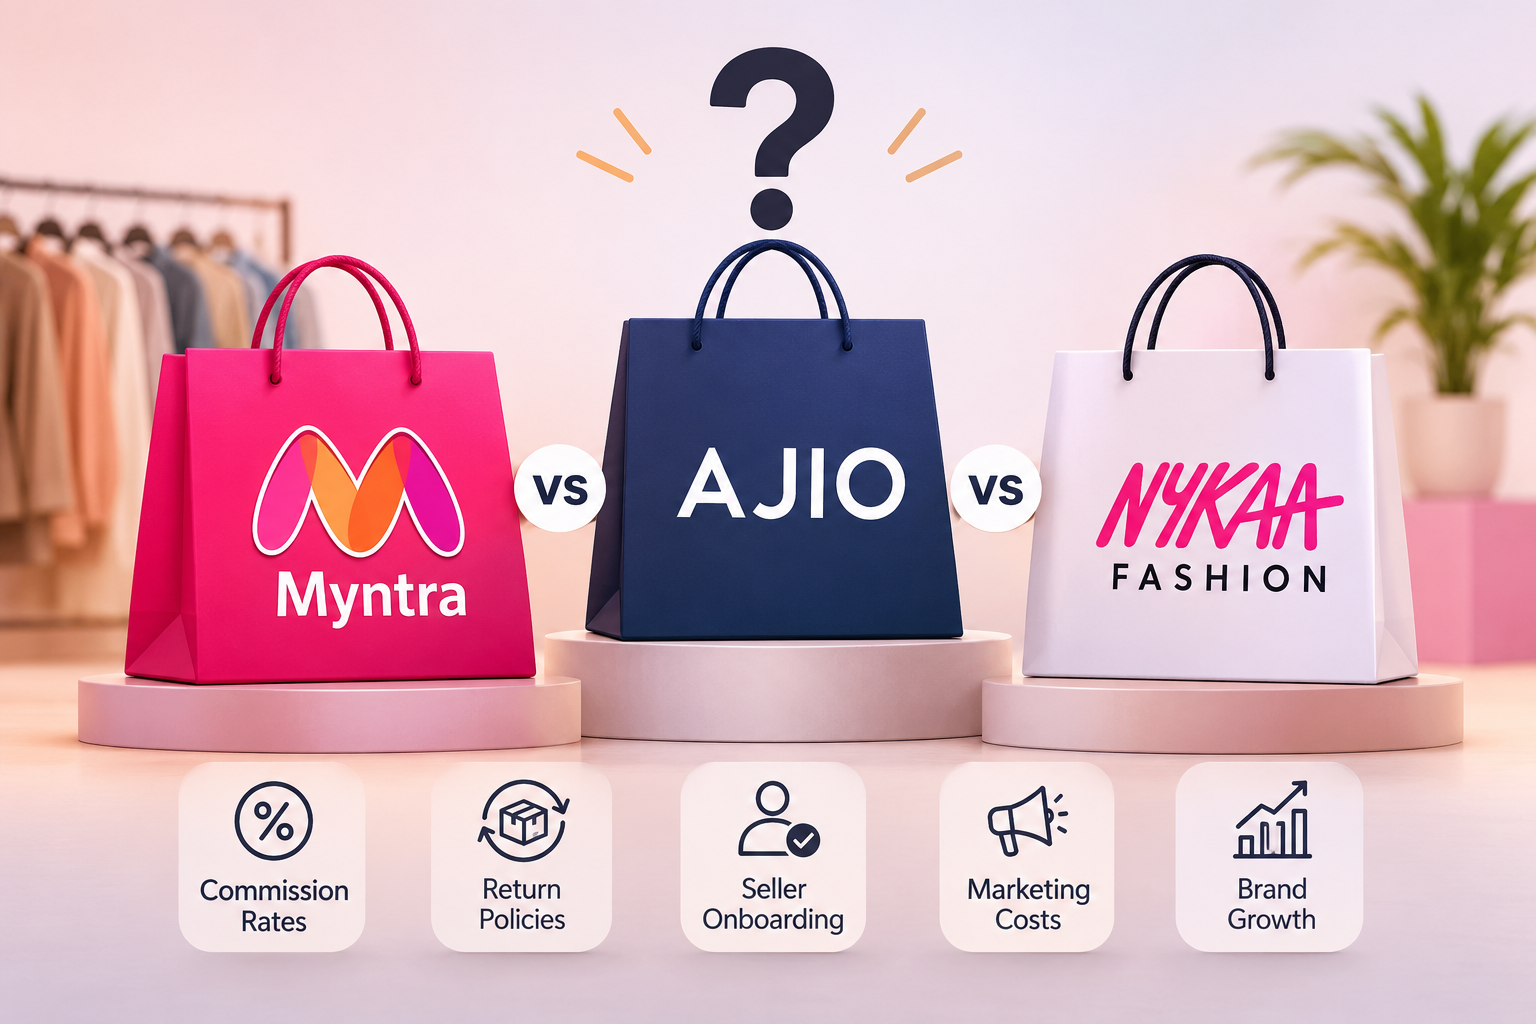 ?
Myntra
VS
AJIO
VS
NYKAA
FASHION
%
Commission
Rates
Return
Policies
Seller
Onboarding
Marketing
Costs
Brand
Growth